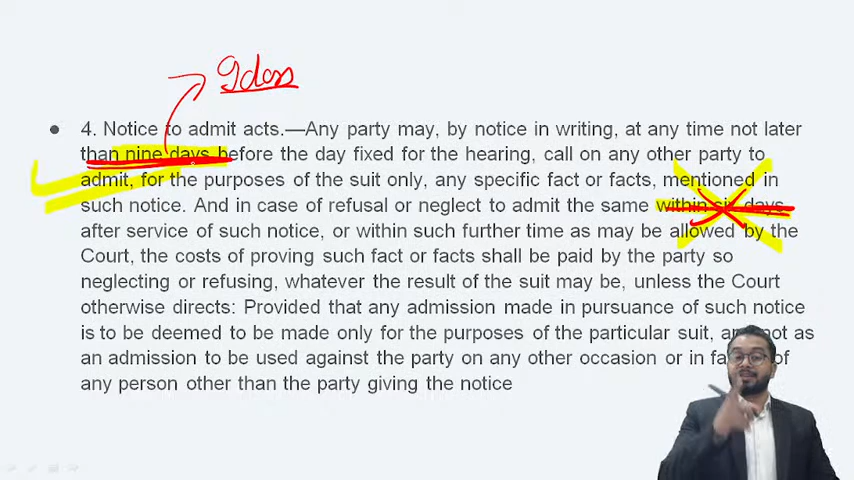 9 days
4. Notice to admit acts.—Any party may, by notice in writing, at any time not later
than nine days before the day fixed for the hearing, call on any other party to
admit, for the purposes of the suit only, any specific fact or facts, mentioned in
such notice. And in case of refusal or neglect to admit the same within six days
after service of such notice, or within such further time as may be allowed by the
Court, the costs of proving such fact or facts shall be paid by the party so
neglecting or refusing, whatever the result of the suit may be, unless the Court
otherwise directs: Provided that any admission made in pursuance of such notice
is to be deemed to be made only for the purposes of the particular suit, and not as
an admission to be used against the party on any other occasion or in of
any person other than the party giving the notice